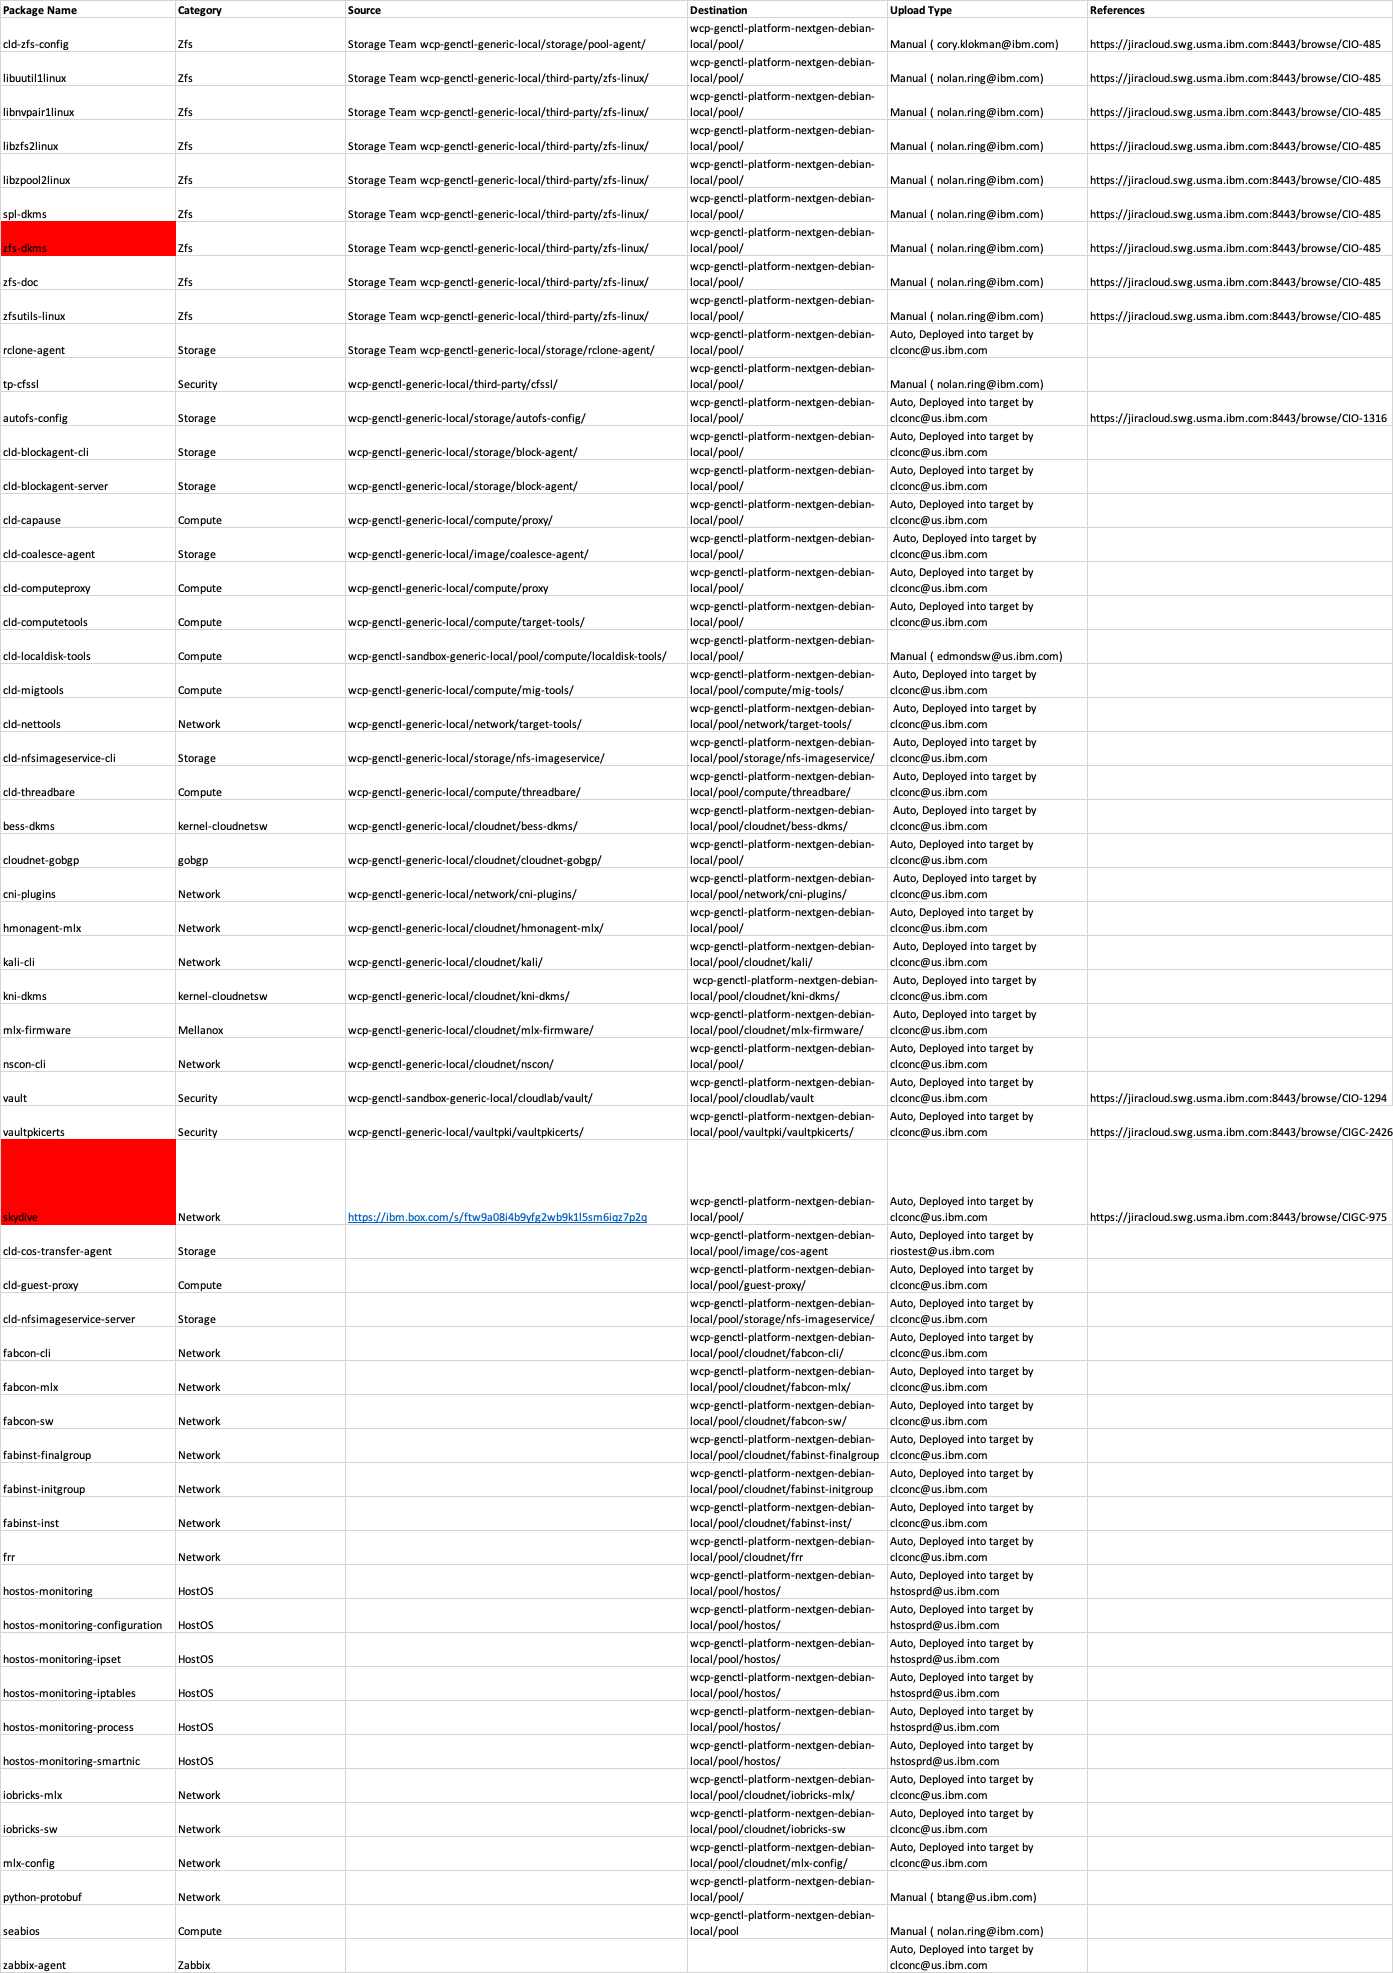 Package Name Category Source Destination Upload Type References
wcp-genctl-platform-nextgen-debian-
cld-zfs-config Zfs Storage Team wcp-genctl-generic-local/storage/pool-agent/ local/pool/ Manual ( cory.klokman@ibm.com) https://jiracloud.swg.usma.ibm.com:8443/browse/CIO-485
wcp-genctl-platform-nextgen-debian-
libuutil1linux Zfs Storage Team wcp-genctl-generic-local/third-party/zfs-linux/ local/pool/ Manual ( nolan.ring@ibm.com) https://jiracloud.swg.usma.ibm.com:8443/browse/CIO-485
wcp-genctl-platform-nextgen-debian-
libnvpair1linux Zfs Storage Team wcp-genctl-generic-local/third-party/zfs-linux/ local/pool/ Manual ( nolan.ring@ibm.com) https://jiracloud.swg.usma.ibm.com:8443/browse/CIO-485
wcp-genctl-platform-nextgen-debian-
libzfs2linux Zfs Storage Team wcp-genctl-generic-local/third-party/zfs-linux/ local/pool/ Manual ( nolan.ring@ibm.com) https://jiracloud.swg.usma.ibm.com:8443/browse/CIO-485
wcp-genctl-platform-nextgen-debian-
libzpool2linux Zfs Storage Team wcp-genctl-generic-local/third-party/zfs-linux/ local/pool/ Manual ( nolan.ring@ibm.com) https://jiracloud.swg.usma.ibm.com:8443/browse/CIO-485
wcp-genctl-platform-nextgen-debian-
spl-dkms Zfs Storage Team wcp-genctl-generic-local/third-party/zfs-linux/ local/pool/ Manual ( nolan.ring@ibm.com) https://jiracloud.swg.usma.ibm.com:8443/browse/CIO-485
wcp-genctl-platform-nextgen-debian-
zfs-dkms Zfs Storage Team wcp-genctl-generic-local/third-party/zfs-linux/ local/pool/ Manual ( nolan.ring@ibm.com) https://jiracloud.swg.usma.ibm.com:8443/browse/CIO-485
wcp-genctl-platform-nextgen-debian-
zfs-doc Zfs Storage Team wcp-genctl-generic-local/third-party/zfs-linux/ local/pool/ Manual ( nolan.ring@ibm.com) https://jiracloud.swg.usma.ibm.com:8443/browse/CIO-485
wcp-genctl-platform-nextgen-debian-
zfsutils-linux Zfs Storage Team wcp-genctl-generic-local/third-party/zfs-linux/ local/pool/ Manual ( nolan.ring@ibm.com) https://jiracloud.swg.usma.ibm.com:8443/browse/CIO-485
wcp-genctl-platform-nextgen-debian- Auto, Deployed into target by
rclone-agent Storage Storage Team wcp-genctl-generic-local/storage/rclone-agent/ local/pool/ clconc@us.ibm.com
wcp-genctl-platform-nextgen-debian-
tp-cfssl Security wcp-genctl-generic-local/third-party/cfssl/ local/pool/ Manual ( nolan.ring@ibm.com)
wcp-genctl-platform-nextgen-debian- Auto, Deployed into target by
autofs-config Storage wcp-genctl-generic-local/storage/autofs-config/ local/pool/ clconc@us.ibm.com https://jiracloud.swg.usma.ibm.com:8443/browse/CIO-1316
wcp-genctl-platform-nextgen-debian- Auto, Deployed into target by
cld-blockagent-cli Storage wcp-genctl-generic-local/storage/block-agent/ local/pool/ clconc@us.ibm.com
wcp-genctl-platform-nextgen-debian- Auto, Deployed into target by
cld-blockagent-server Storage wcp-genctl-generic-local/storage/block-agent/ local/pool/ clconc@us.ibm.com
wcp-genctl-platform-nextgen-debian- Auto, Deployed into target by
cld-capause Compute wcp-genctl-generic-local/compute/proxy/ local/pool/ clconc@us.ibm.com
wcp-genctl-platform-nextgen-debian- Auto, Deployed into target by
cld-coalesce-agent Storage wcp-genctl-generic-local/image/coalesce-agent/ local/pool/ clconc@us.ibm.com
wcp-genctl-platform-nextgen-debian- Auto, Deployed into target by
cld-computeproxy Compute wcp-genctl-generic-local/compute/proxy local/pool/ clconc@us.ibm.com
wcp-genctl-platform-nextgen-debian- Auto, Deployed into target by
cld-computetools Compute wcp-genctl-generic-local/compute/target-tools/ local/pool/ clconc@us.ibm.com
wcp-genctl-platform-nextgen-debian-
cld-localdisk-tools Compute wcp-genctl-sandbox-generic-local/pool/compute/localdisk-tools/ local/pool/ Manual ( edmondsw@us.ibm.com)
wcp-genctl-platform-nextgen-debian- Auto, Deployed into target by
cld-migtools Compute wcp-genctl-generic-local/compute/mig-tools/ local/pool/compute/mig-tools/ clconc@us.ibm.com
wcp-genctl-platform-nextgen-debian- Auto, Deployed into target by
cld-nettools Network wcp-genctl-generic-local/network/target-tools/ local/pool/network/target-tools/ clconc@us.ibm.com
wcp-genctl-platform-nextgen-debian- Auto, Deployed into target by
cld-nfsimageservice-cli Storage wcp-genctl-generic-local/storage/nfs-imageservice/ local/pool/storage/nfs-imageservice/ clconc@us.ibm.com
wcp-genctl-platform-nextgen-debian- Auto, Deployed into target by
cld-threadbare Compute wcp-genctl-generic-local/compute/threadbare/ local/pool/compute/threadbare/ clconc@us.ibm.com
wcp-genctl-platform-nextgen-debian- Auto, Deployed into target by
bess-dkms kernel-cloudnetsw wcp-genctl-generic-local/cloudnet/bess-dkms/ local/pool/cloudnet/bess-dkms/ clconc@us.ibm.com
wcp-genctl-platform-nextgen-debian- Auto, Deployed into target by
cloudnet-gobgp gobgp wcp-genctl-generic-local/cloudnet/cloudnet-gobgp/ local/pool/ clconc@us.ibm.com
wcp-genctl-platform-nextgen-debian- Auto, Deployed into target by
cni-plugins Network wcp-genctl-generic-local/network/cni-plugins/ local/pool/network/cni-plugins/ clconc@us.ibm.com
wcp-genctl-platform-nextgen-debian- Auto, Deployed into target by
hmonagent-mlx Network wcp-genctl-generic-local/cloudnet/hmonagent-mlx/ local/pool/ clconc@us.ibm.com
wcp-genctl-platform-nextgen-debian- Auto, Deployed into target by
kali-cli Network wcp-genctl-generic-local/cloudnet/kali/ local/pool/cloudnet/kali/ clconc@us.ibm.com
wcp-genctl-platform-nextgen-debian- Auto, Deployed into target by
kni-dkms kernel-cloudnetsw wcp-genctl-generic-local/cloudnet/kni-dkms/ local/pool/cloudnet/kni-dkms/ clconc@us.ibm.com
wcp-genctl-platform-nextgen-debian- Auto, Deployed into target by
mlx-firmware Mellanox wcp-genctl-generic-local/cloudnet/mlx-firmware/ local/pool/cloudnet/mlx-firmware/ clconc@us.ibm.com
wcp-genctl-platform-nextgen-debian- Auto, Deployed into target by
nscon-cli Network wcp-genctl-generic-local/cloudnet/nscon/ local/pool/ clconc@us.ibm.com
wcp-genctl-platform-nextgen-debian- Auto, Deployed into target by
vault Security wcp-genctl-sandbox-generic-local/cloudlab/vault/ local/pool/cloudlab/vault clconc@us.ibm.com https://jiracloud.swg.usma.ibm.com:8443/browse/CIO-1294
wcp-genctl-platform-nextgen-debian- Auto, Deployed into target by
vaultpkicerts Security wcp-genctl-generic-local/vaultpki/vaultpkicerts/ local/pool/vaultpki/vaultpkicerts/ clconc@us.ibm.com https://jiracloud.swg.usma.ibm.com:8443/browse/CIGC-2426
wcp-genctl-platform-nextgen-debian- Auto, Deployed into target by
skydive Network https://ibm.box.com/s/ftw9a08i4b9yfg2wb9k1l5sm6iqz7p2q local/pool/ clconc@us.ibm.com https://jiracloud.swg.usma.ibm.com:8443/browse/CIGC-975
wcp-genctl-platform-nextgen-debian- Auto, Deployed into target by
cld-cos-transfer-agent Storage local/pool/image/cos-agent riostest@us.ibm.com
wcp-genctl-platform-nextgen-debian- Auto, Deployed into target by
cld-guest-proxy Compute local/pool/guest-proxy/ clconc@us.ibm.com
wcp-genctl-platform-nextgen-debian- Auto, Deployed into target by
cld-nfsimageservice-server Storage local/pool/storage/nfs-imageservice/ clconc@us.ibm.com
wcp-genctl-platform-nextgen-debian- Auto, Deployed into target by
fabcon-cli Network local/pool/cloudnet/fabcon-cli/ clconc@us.ibm.com
wcp-genctl-platform-nextgen-debian- Auto, Deployed into target by
fabcon-mlx Network local/pool/cloudnet/fabcon-mlx/ clconc@us.ibm.com
wcp-genctl-platform-nextgen-debian- Auto, Deployed into target by
fabcon-sw Network local/pool/cloudnet/fabcon-sw/ clconc@us.ibm.com
wcp-genctl-platform-nextgen-debian- Auto, Deployed into target by
fabinst-finalgroup Network local/pool/cloudnet/fabinst-finalgroup clconc@us.ibm.com
wcp-genctl-platform-nextgen-debian- Auto, Deployed into target by
fabinst-initgroup Network local/pool/cloudnet/fabinst-initgroup clconc@us.ibm.com
wcp-genctl-platform-nextgen-debian- Auto, Deployed into target by
fabinst-inst Network local/pool/cloudnet/fabinst-inst/ clconc@us.ibm.com
wcp-genctl-platform-nextgen-debian- Auto, Deployed into target by
frr Network local/pool/cloudnet/frr clconc@us.ibm.com
wcp-genctl-platform-nextgen-debian- Auto, Deployed into target by
hostos-monitoring HostOS local/pool/hostos/ hstosprd@us.ibm.com
wcp-genctl-platform-nextgen-debian- Auto, Deployed into target by
hostos-monitoring-configuration HostOS local/pool/hostos/ hstosprd@us.ibm.com
wcp-genctl-platform-nextgen-debian- Auto, Deployed into target by
hostos-monitoring-ipset HostOS local/pool/hostos/ hstosprd@us.ibm.com
wcp-genctl-platform-nextgen-debian- Auto, Deployed into target by
hostos-monitoring-iptables HostOS local/pool/hostos/ hstosprd@us.ibm.com
wcp-genctl-platform-nextgen-debian- Auto, Deployed into target by
hostos-monitoring-process HostOS local/pool/hostos/ hstosprd@us.ibm.com
wcp-genctl-platform-nextgen-debian- Auto, Deployed into target by
hostos-monitoring-smartnic HostOS local/pool/hostos/ hstosprd@us.ibm.com
wcp-genctl-platform-nextgen-debian- Auto, Deployed into target by
iobricks-mlx Network local/pool/cloudnet/iobricks-mlx/ clconc@us.ibm.com
wcp-genctl-platform-nextgen-debian- Auto, Deployed into target by
iobricks-sw Network local/pool/cloudnet/iobricks-sw clconc@us.ibm.com
wcp-genctl-platform-nextgen-debian- Auto, Deployed into target by
mlx-config Network local/pool/cloudnet/mlx-config/ clconc@us.ibm.com
wcp-genctl-platform-nextgen-debian-
python-protobuf Network local/pool/ Manual ( btang@us.ibm.com)
wcp-genctl-platform-nextgen-debian-
seabios Compute local/pool Manual ( nolan.ring@ibm.com)
Auto, Deployed into target by
zabbix-agent Zabbix clconc@us.ibm.com